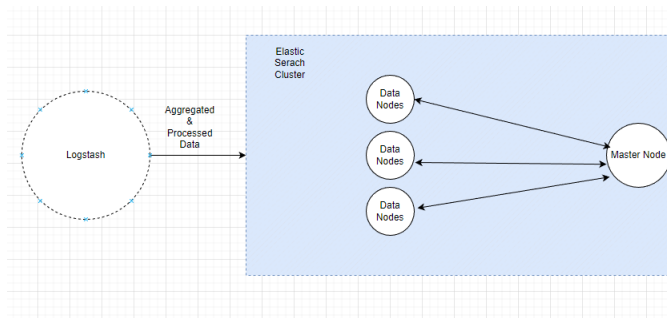 Elastic
Serach
Cluster
Data
Nodes
Aggregated
&
Processed
Data
Logstash
Data
Nodes
Master Node
Data
Nodes